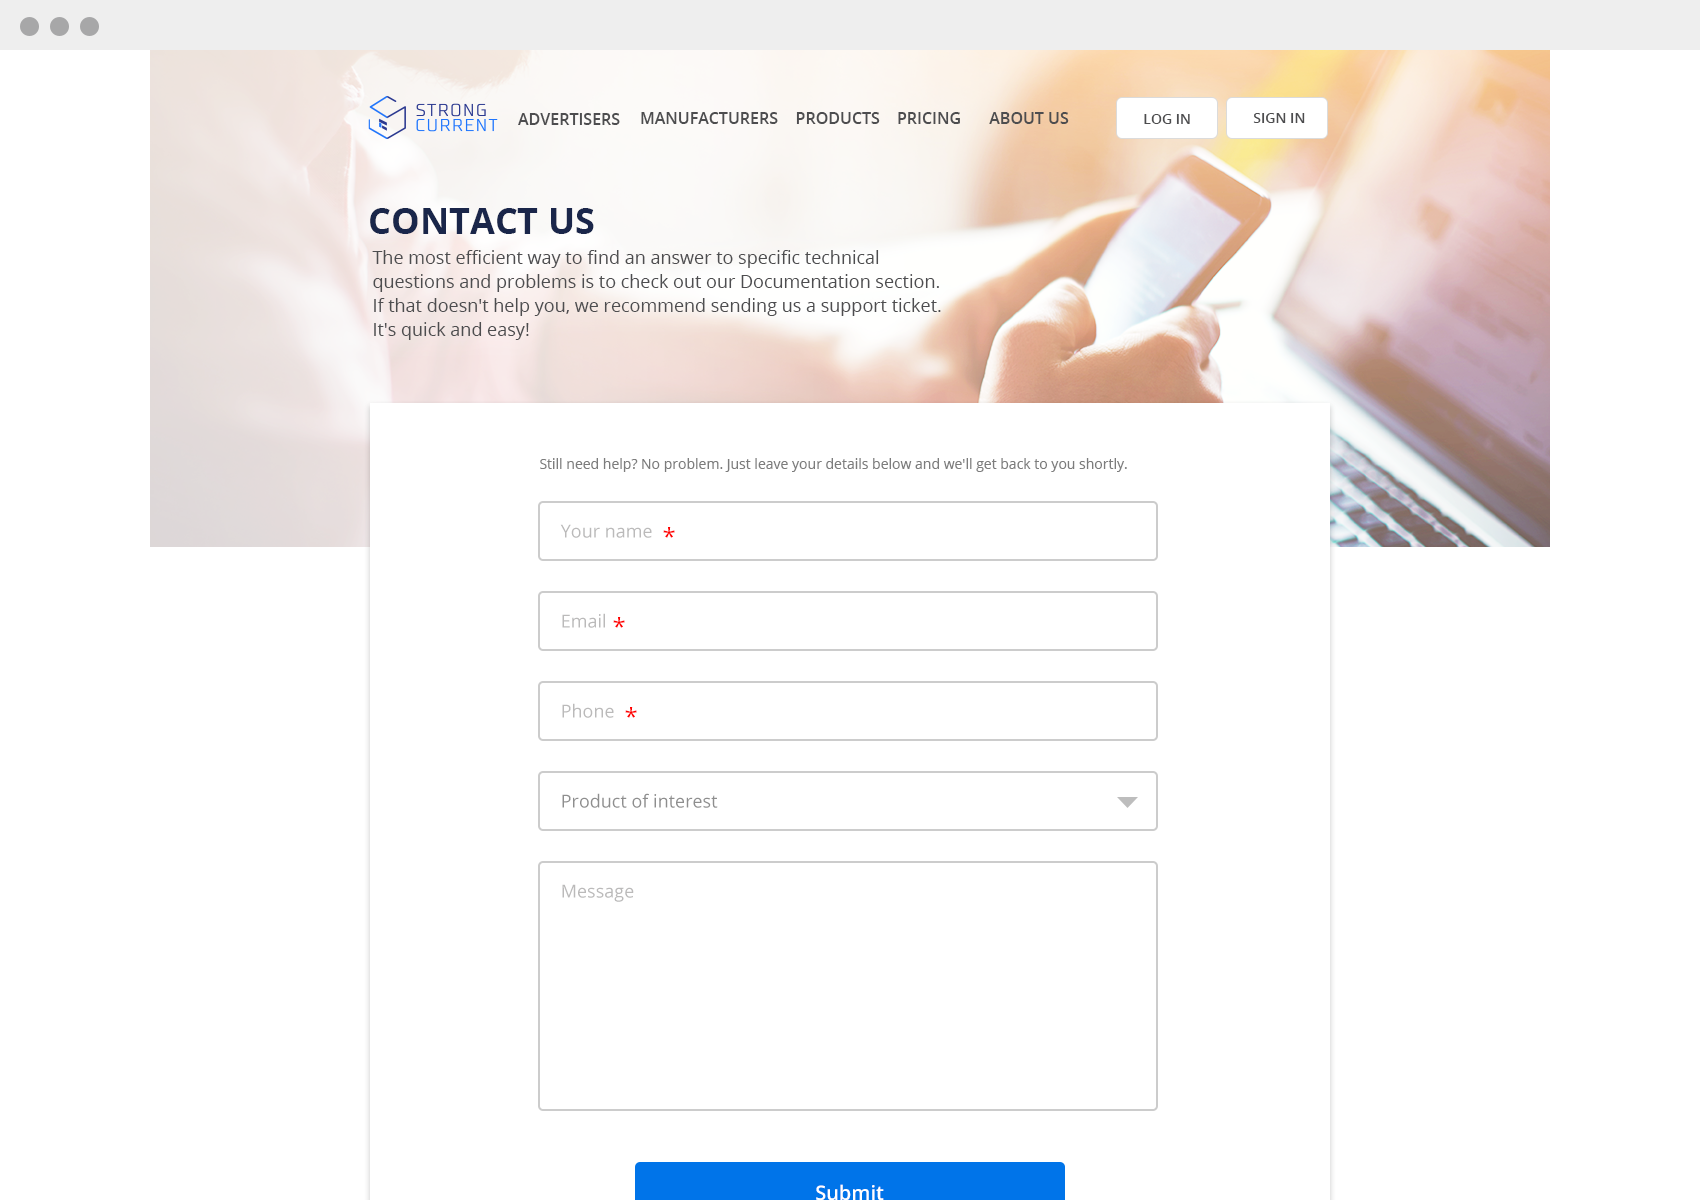 STRONG
CURRENT
ADVERTISERS MANUFACTURERS PRODUCTS PRICING ABOUT US LOG IN SIGN IN
CONTACT US
The most efficient way to find an answer to specific technical
questions and problems is to check out our Documentation section.
If that doesn't help you, we recommend sending us a support ticket.
It's quick and easy!
Still need help? No problem. Just leave your details below and we'll get back to you shortly.
Your name *
Email *
Phone *
Product of interest
Message
Submit